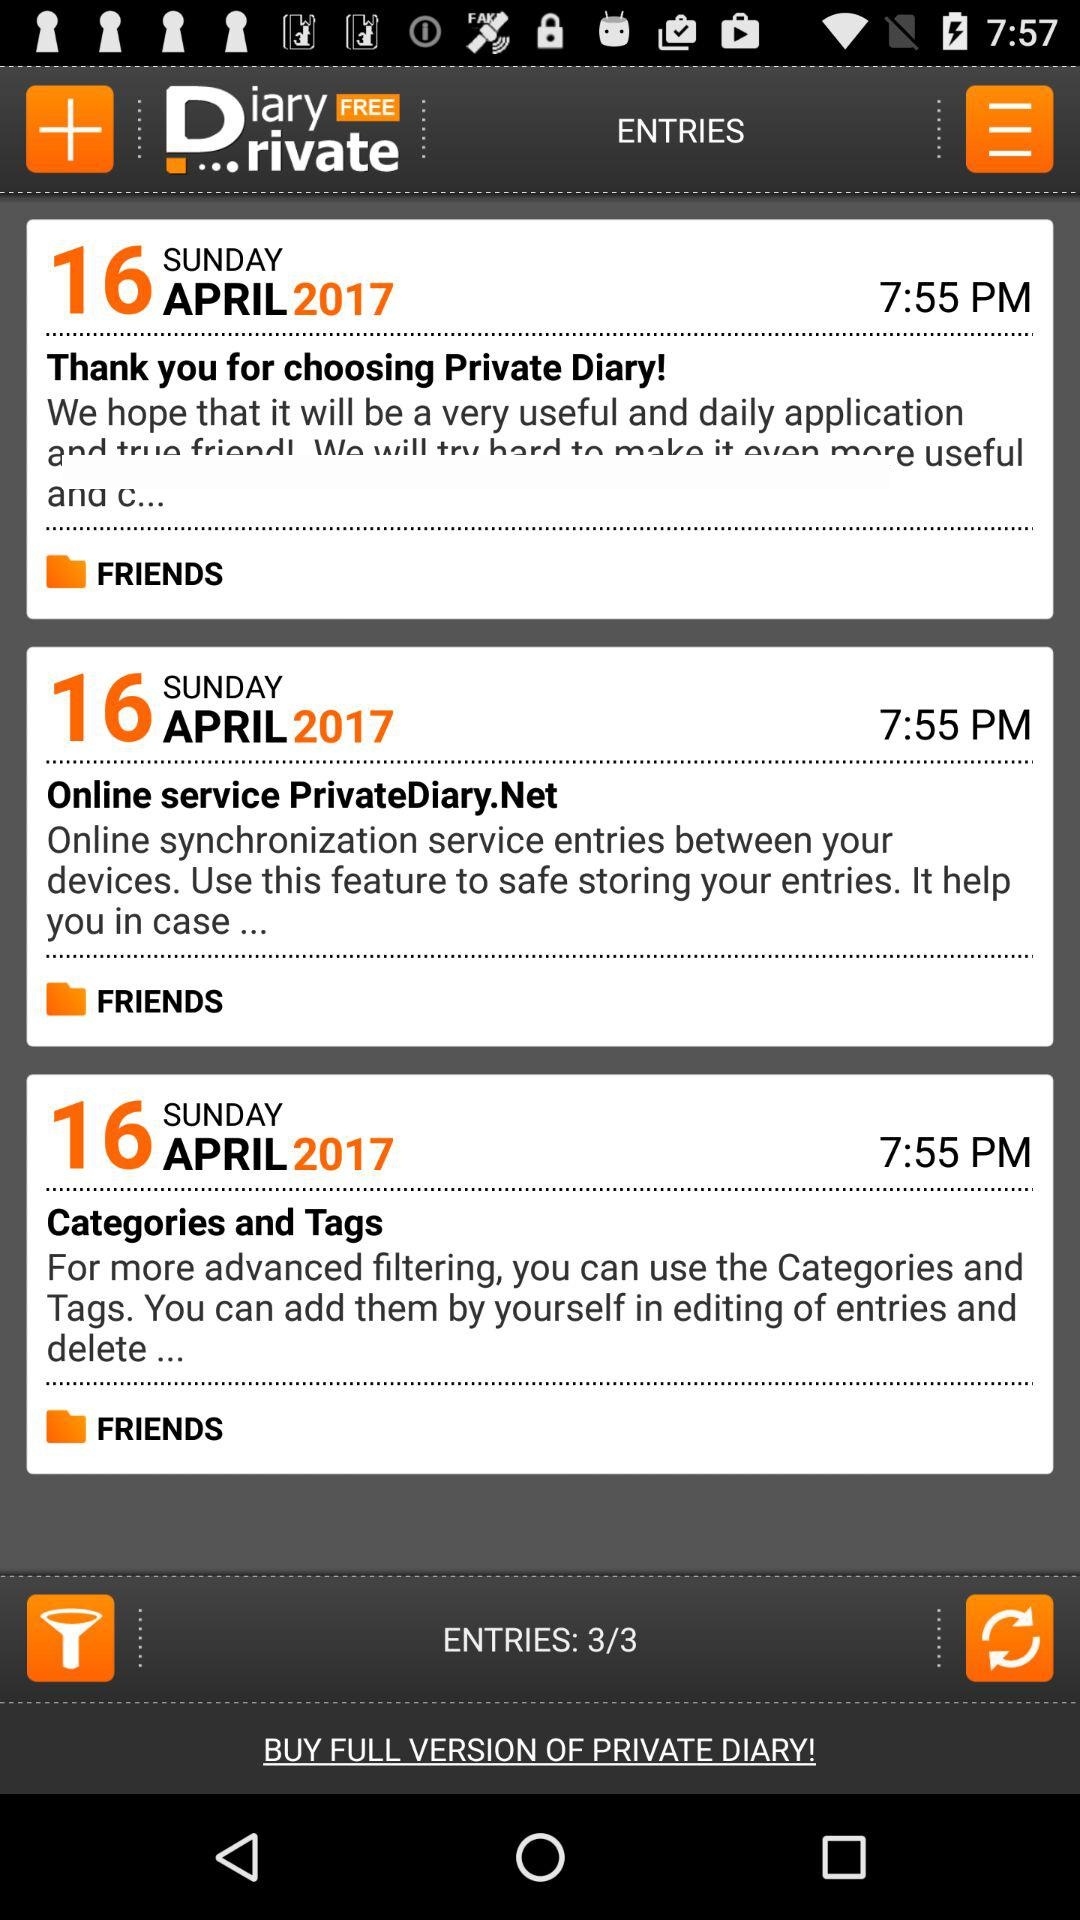 FAK
7:57
Diary FREE
Private
ENTRIES
16 SUNDAY
APRIL 2017
7:55 PM
Thank you for choosing Private Diary!
We hope that it will be a very useful and daily application
and true friend! We will try hard to make it even more useful
and c...
FRIENDS
16 SUNDAY
APRIL 2017
7:55 PM
Online service PrivateDiary.Net
Online synchronization service entries between your
devices. Use this feature to safe storing your entries. It help
you in case ...
FRIENDS
16 SUNDAY
APRIL 2017
7:55 PM
Categories and Tags
For more advanced filtering, you can use the Categories and
Tags. You can add them by yourself in editing of entries and
delete ...
FRIENDS
ENTRIES: 3/3
BUY FULL VERSION OF PRIVATE DIARY!